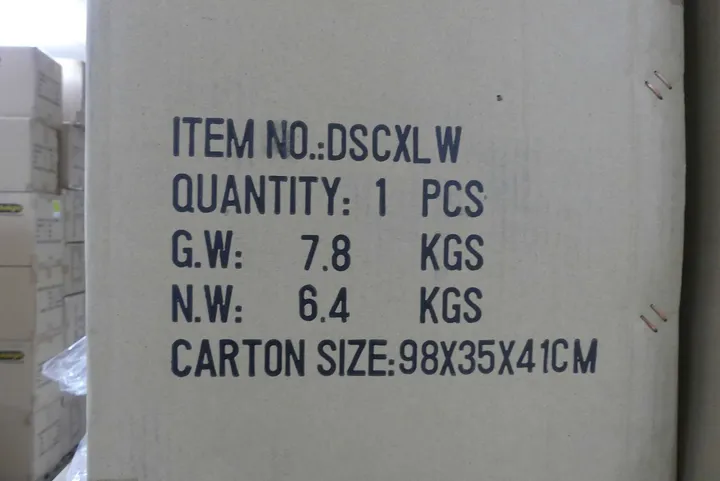 ITEM NO.:DSCXLW
QUANTITY: 1 PCS
G.W: 7.8 KGS
N.W: 6.4 KGS
CARTON SIZE:98X35X41CM